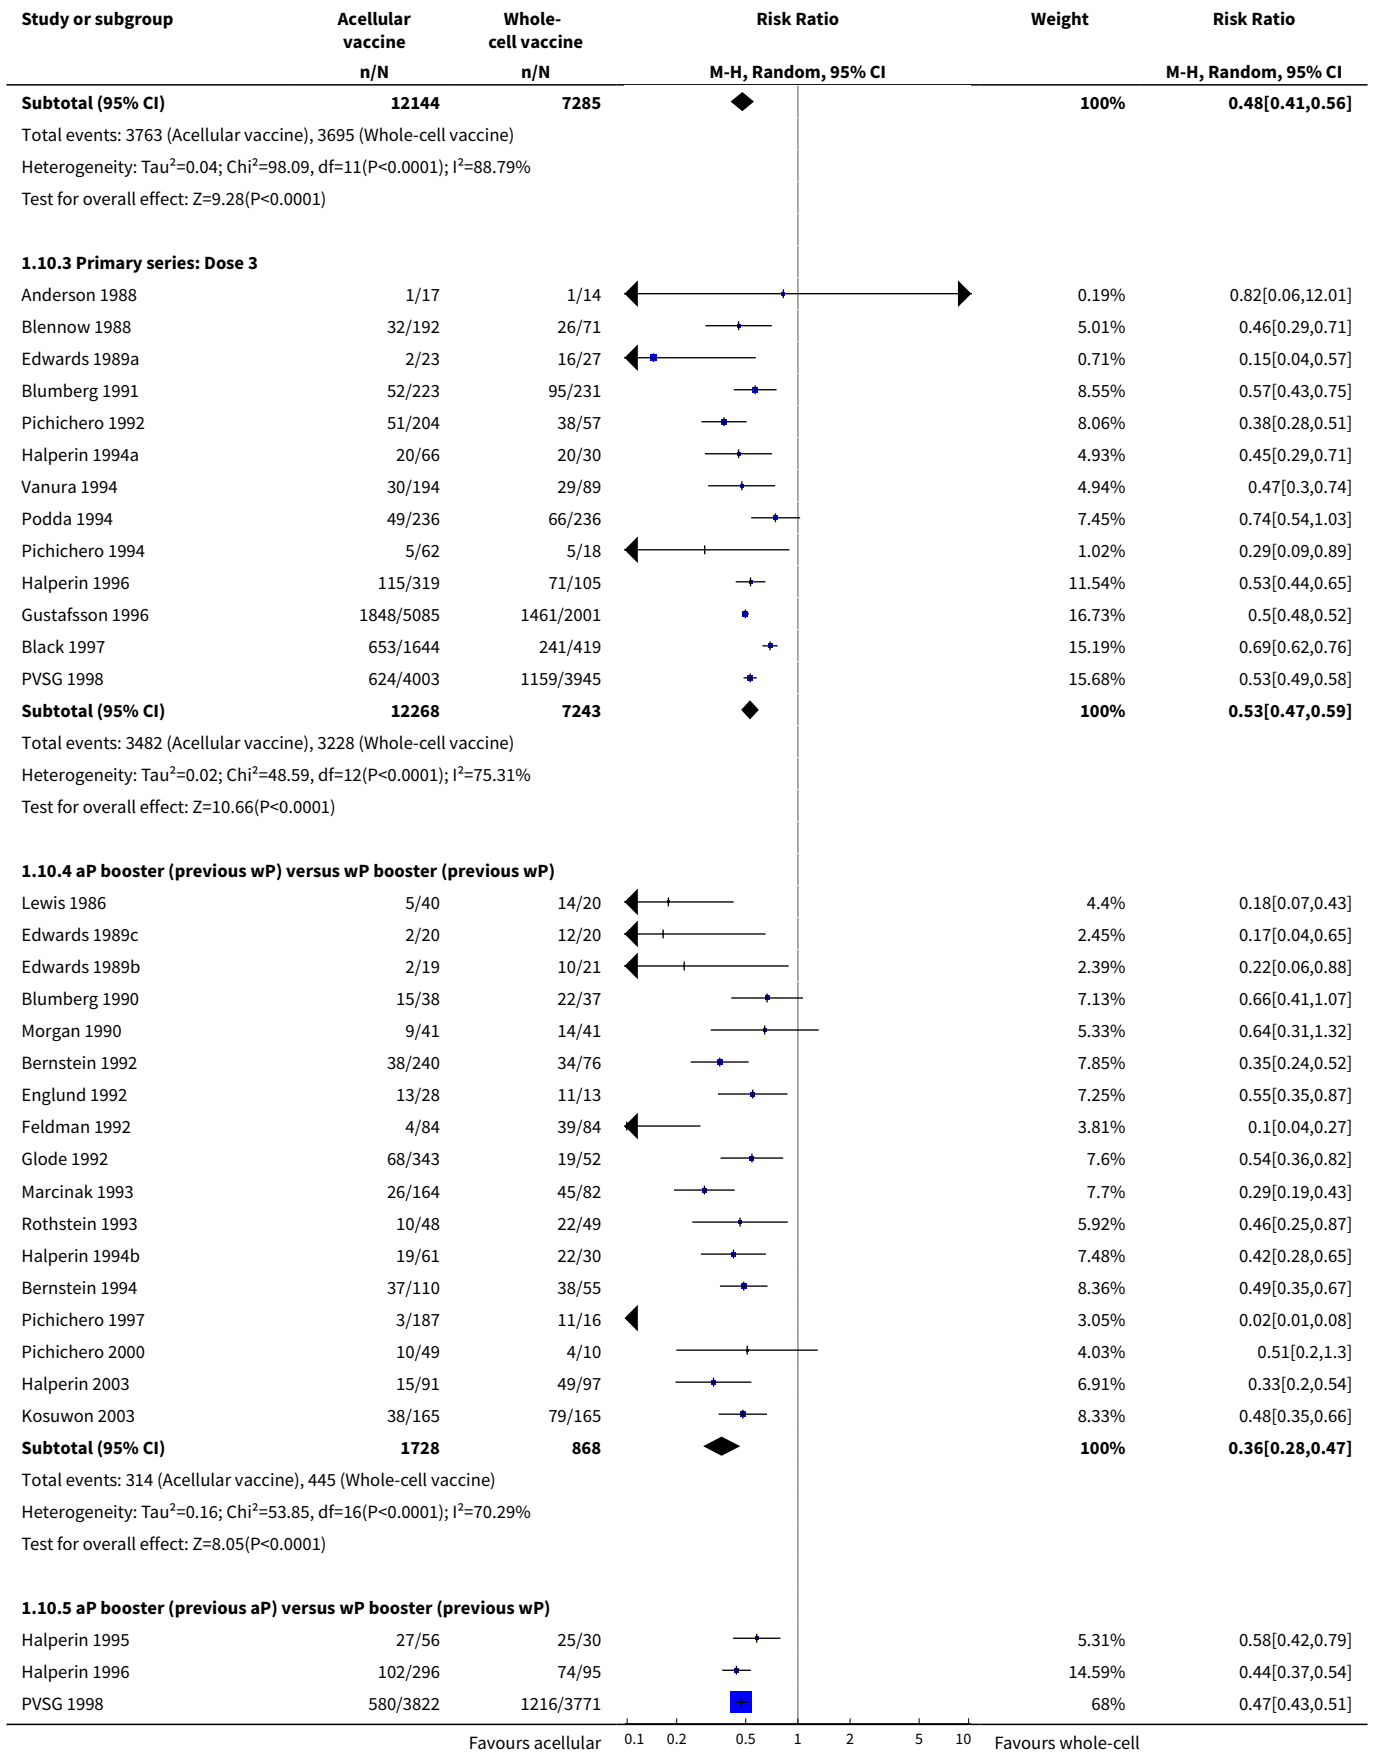 Study or subgroup Acellular vaccine Whole-cell vaccine Risk Ratio Weight Risk Ratio
n/N n/N M-H, Random, 95% CI M-H, Random, 95% CI
Subtotal (95% CI) 12144 7285 100% 0.48[0.41,0.56]
Total events: 3763 (Acellular vaccine), 3695 (Whole-cell vaccine)
Heterogeneity: Tau²=0.04; Chi²=98.09, df=11(P<0.0001); I²=88.79%
Test for overall effect: Z=9.28(P<0.0001)
1.10.3 Primary series: Dose 3
Anderson 1988 1/17 1/14 0.19% 0.82[0.06,12.01]
Blennow 1988 32/192 26/71 5.01% 0.46[0.29,0.71]
Edwards 1989a 2/23 16/27 0.71% 0.15[0.04,0.57]
Blumberg 1991 52/223 95/231 8.55% 0.57[0.43,0.75]
Pichichero 1992 51/204 38/57 8.06% 0.38[0.28,0.51]
Halperin 1994a 20/66 20/30 4.93% 0.45[0.29,0.71]
Vanura 1994 30/194 29/89 4.94% 0.47[0.3,0.74]
Podda 1994 49/236 66/236 7.45% 0.74[0.54,1.03]
Pichichero 1994 5/62 5/18 1.02% 0.29[0.09,0.89]
Halperin 1996 115/319 71/105 11.54% 0.53[0.44,0.65]
Gustafsson 1996 1848/5085 1461/2001 16.73% 0.5[0.48,0.52]
Black 1997 653/1644 241/419 15.19% 0.69[0.62,0.76]
PVSG 1998 624/4003 1159/3945 15.68% 0.53[0.49,0.58]
Subtotal (95% CI) 12268 7243 100% 0.53[0.47,0.59]
Total events: 3482 (Acellular vaccine), 3228 (Whole-cell vaccine)
Heterogeneity: Tau²=0.02; Chi²=48.59, df=12(P<0.0001); I²=75.31%
Test for overall effect: Z=10.66(P<0.0001)
1.10.4 aP booster (previous wP) versus wP booster (previous wP)
Lewis 1986 5/40 14/20 4.4% 0.18[0.07,0.43]
Edwards 1989c 2/20 12/20 2.45% 0.17[0.04,0.65]
Edwards 1989b 2/19 10/21 2.39% 0.22[0.06,0.88]
Blumberg 1990 15/38 22/37 7.13% 0.66[0.41,1.07]
Morgan 1990 9/41 14/41 5.33% 0.64[0.31,1.32]
Bernstein 1992 38/240 34/76 7.85% 0.35[0.24,0.52]
Englund 1992 13/28 11/13 7.25% 0.55[0.35,0.87]
Feldman 1992 4/84 39/84 3.81% 0.1[0.04,0.27]
Glode 1992 68/343 19/52 7.6% 0.54[0.36,0.82]
Marcinak 1993 26/164 45/82 7.7% 0.29[0.19,0.43]
Rothstein 1993 10/48 22/49 5.92% 0.46[0.25,0.87]
Halperin 1994b 19/61 22/30 7.48% 0.42[0.28,0.65]
Bernstein 1994 37/110 38/55 8.36% 0.49[0.35,0.67]
Pichichero 1997 3/187 11/16 3.05% 0.02[0.01,0.08]
Pichichero 2000 10/49 4/10 4.03% 0.51[0.2,1.3]
Halperin 2003 15/91 49/97 6.91% 0.33[0.2,0.54]
Kosuwon 2003 38/165 79/165 8.33% 0.48[0.35,0.66]
Subtotal (95% CI) 1728 868 100% 0.36[0.28,0.47]
Total events: 314 (Acellular vaccine), 445 (Whole-cell vaccine)
Heterogeneity: Tau²=0.16; Chi²=53.85, df=16(P<0.0001); I²=70.29%
Test for overall effect: Z=8.05(P<0.0001)
1.10.5 aP booster (previous aP) versus wP booster (previous wP)
Halperin 1995 27/56 25/30 5.31% 0.58[0.42,0.79]
Halperin 1996 102/296 74/95 14.59% 0.44[0.37,0.54]
PVSG 1998 580/3822 1216/3771 68% 0.47[0.43,0.51]
Favours acellular 0.1 0.2 0.5 1 2 5 10 Favours whole-cell